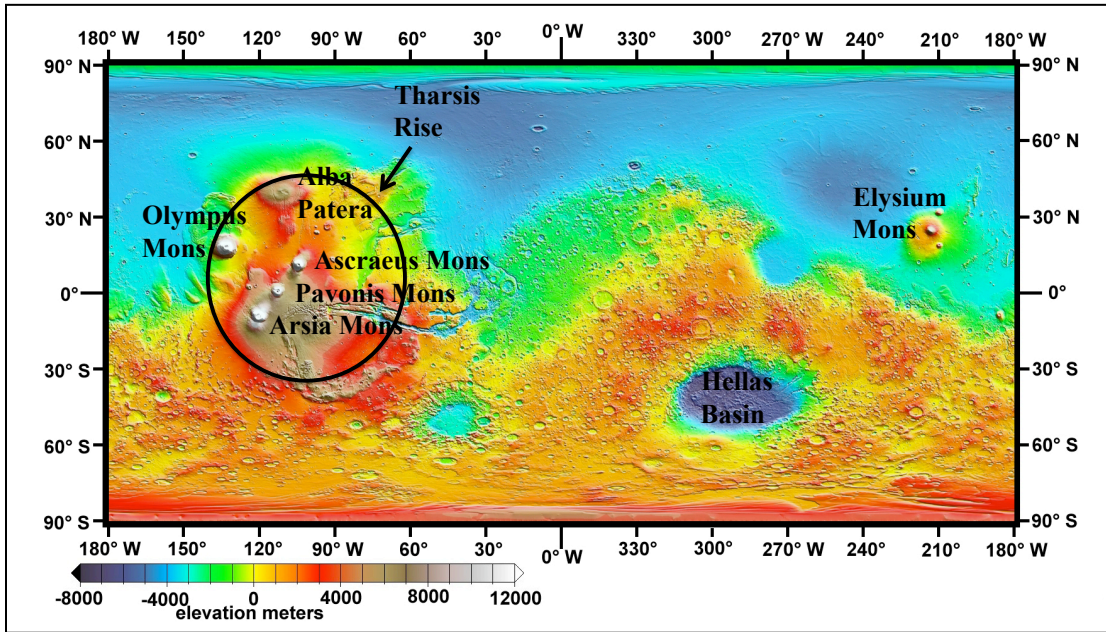 180° W 150° 120° 90° W 60° 30° 0° W 330° 300° 270° W 240° 210° 180° W
90° N 90° N
Tharsis
Rise
60° N 60° N
Alba
Patera
30° N 30° N
Olympus
Mons
Elysium
Mons
Ascraeus Mons
0° 0°
Pavonis Mons
Arsia Mons
30° S 30° S
Hellas
Basin
60° S 60° S
90° S 90° S
180° W 150° 120° 90° W 60° 30° 0° W 330° 300° 270° W 240° 210° 180° W
-8000 -4000 0 4000 8000 12000
elevation meters